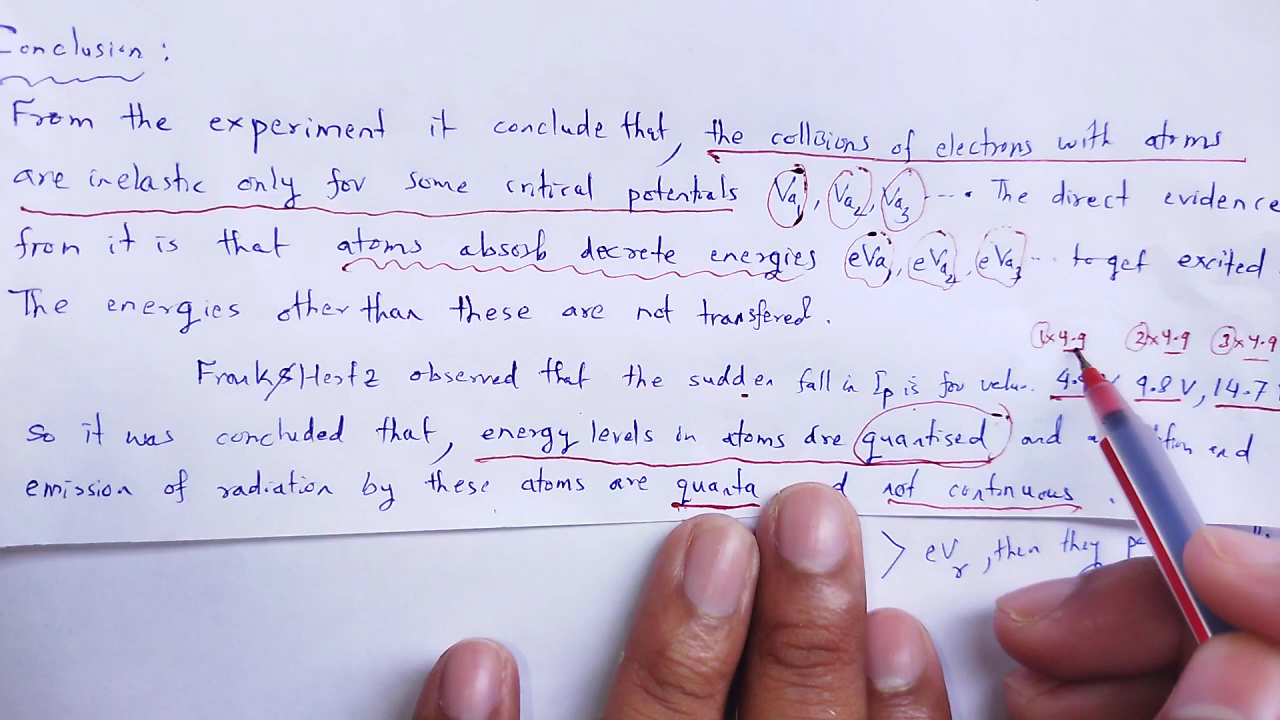 Conclusion :
From the experiment it conclude that, the collisions of electrons with atoms
are inelastic only for some critical potentials Va1, Va2, Va3 --- The direct evidence
from it is that atoms absorb decrete energies eVa1, eVa2, eVa3 --- to get excited.
The energies other than these are not transfered.
1x4.9 2x4.9 3x4.9
Frank & Hertz observed that the sudden fall in Ip is for valu. 9.8 V, 14.7
so it was concluded that, energy levels in atoms are quantised and and
emission of radiation by these atoms are quanta not continuous.
> eVr, then they